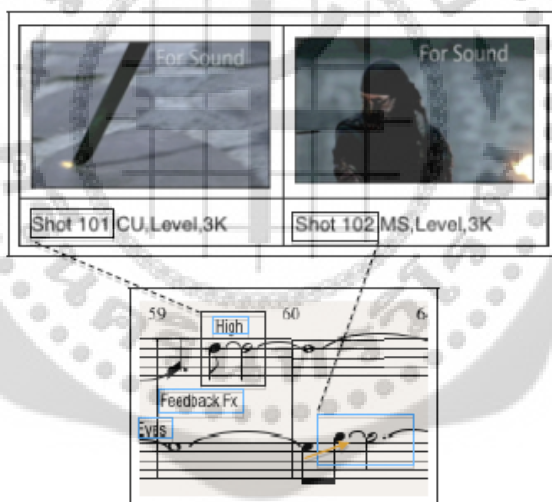 For Sound
For Sound
Shot 101 CU,Level,3K
Shot 102 MS,Level,3K
59
60
High
Feedback Fx
Eyas